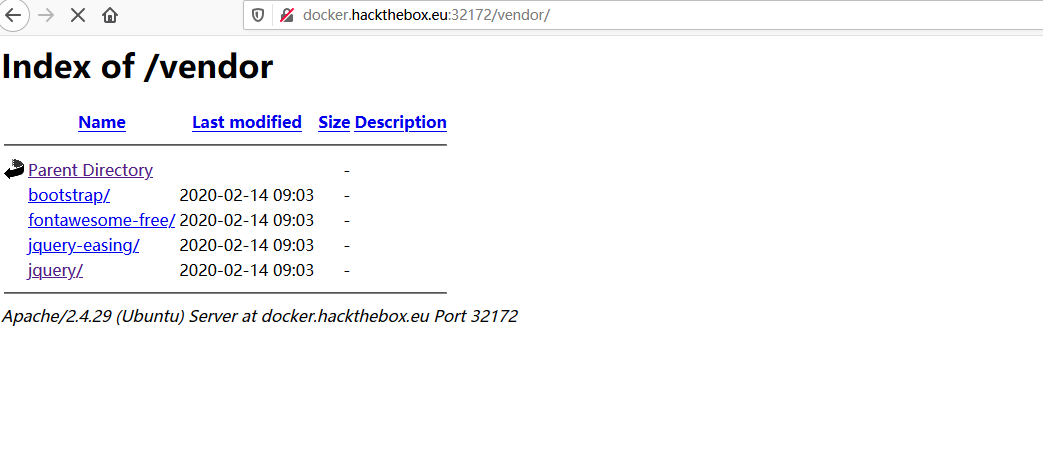 docker.hackthebox.eu:32172/vendor/
Index of /vendor
Name Last modified Size Description
Parent Directory -
bootstrap/ 2020-02-14 09:03 -
fontawesome-free/ 2020-02-14 09:03 -
jquery-easing/ 2020-02-14 09:03 -
jquery/ 2020-02-14 09:03 -
Apache/2.4.29 (Ubuntu) Server at docker.hackthebox.eu Port 32172